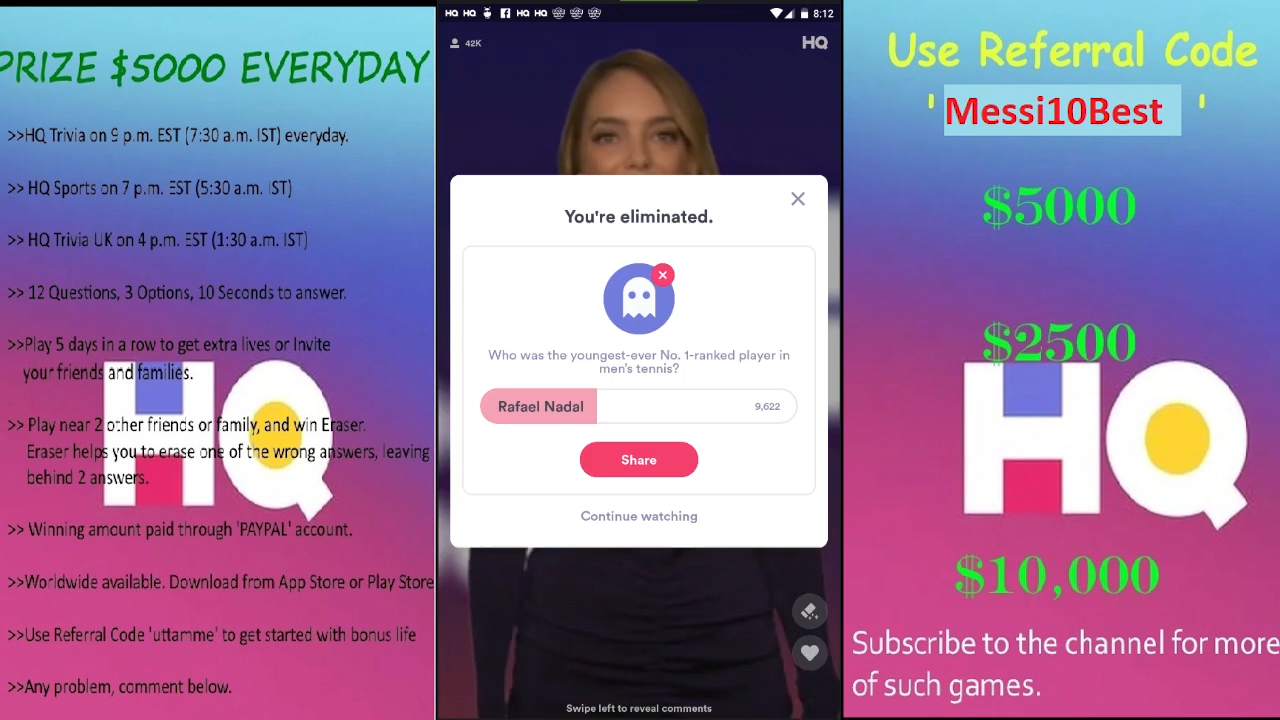 PRIZE $5000 EVERYDAY
>>HQ Trivia on 9 p.m. EST (7:30 a.m. IST) everyday.
>> HQ Sports on 7 p.m. EST (5:30 a.m. IST)
>> HQ Trivia UK on 4 p.m. EST (1:30 a.m. IST)
>> 12 Questions, 3 Options, 10 Seconds to answer.
>>Play 5 days in a row to get extra lives or Invite
your friends and families.
>> Play near 2 other friends or family, and win Eraser.
Eraser helps you to erase one of the wrong answers, leaving
behind 2 answers.
HQ
>> Winning amount paid through 'PAYPAL' account.
>>Worldwide available. Download from App Store or Play Store
>>Use Referral Code 'uttamme' to get started with bonus life
>>Any problem, comment below.
HQ HQ HQ HQ 8:12
42K HQ
You're eliminated.
Who was the youngest-ever No. 1-ranked player in
men's tennis?
Rafael Nadal 9,622
Share
Continue watching
Swipe left to reveal comments
Use Referral Code
' Messi10Best '
$5000
$2500
HQ
$10,000
Subscribe to the channel for more
of such games.